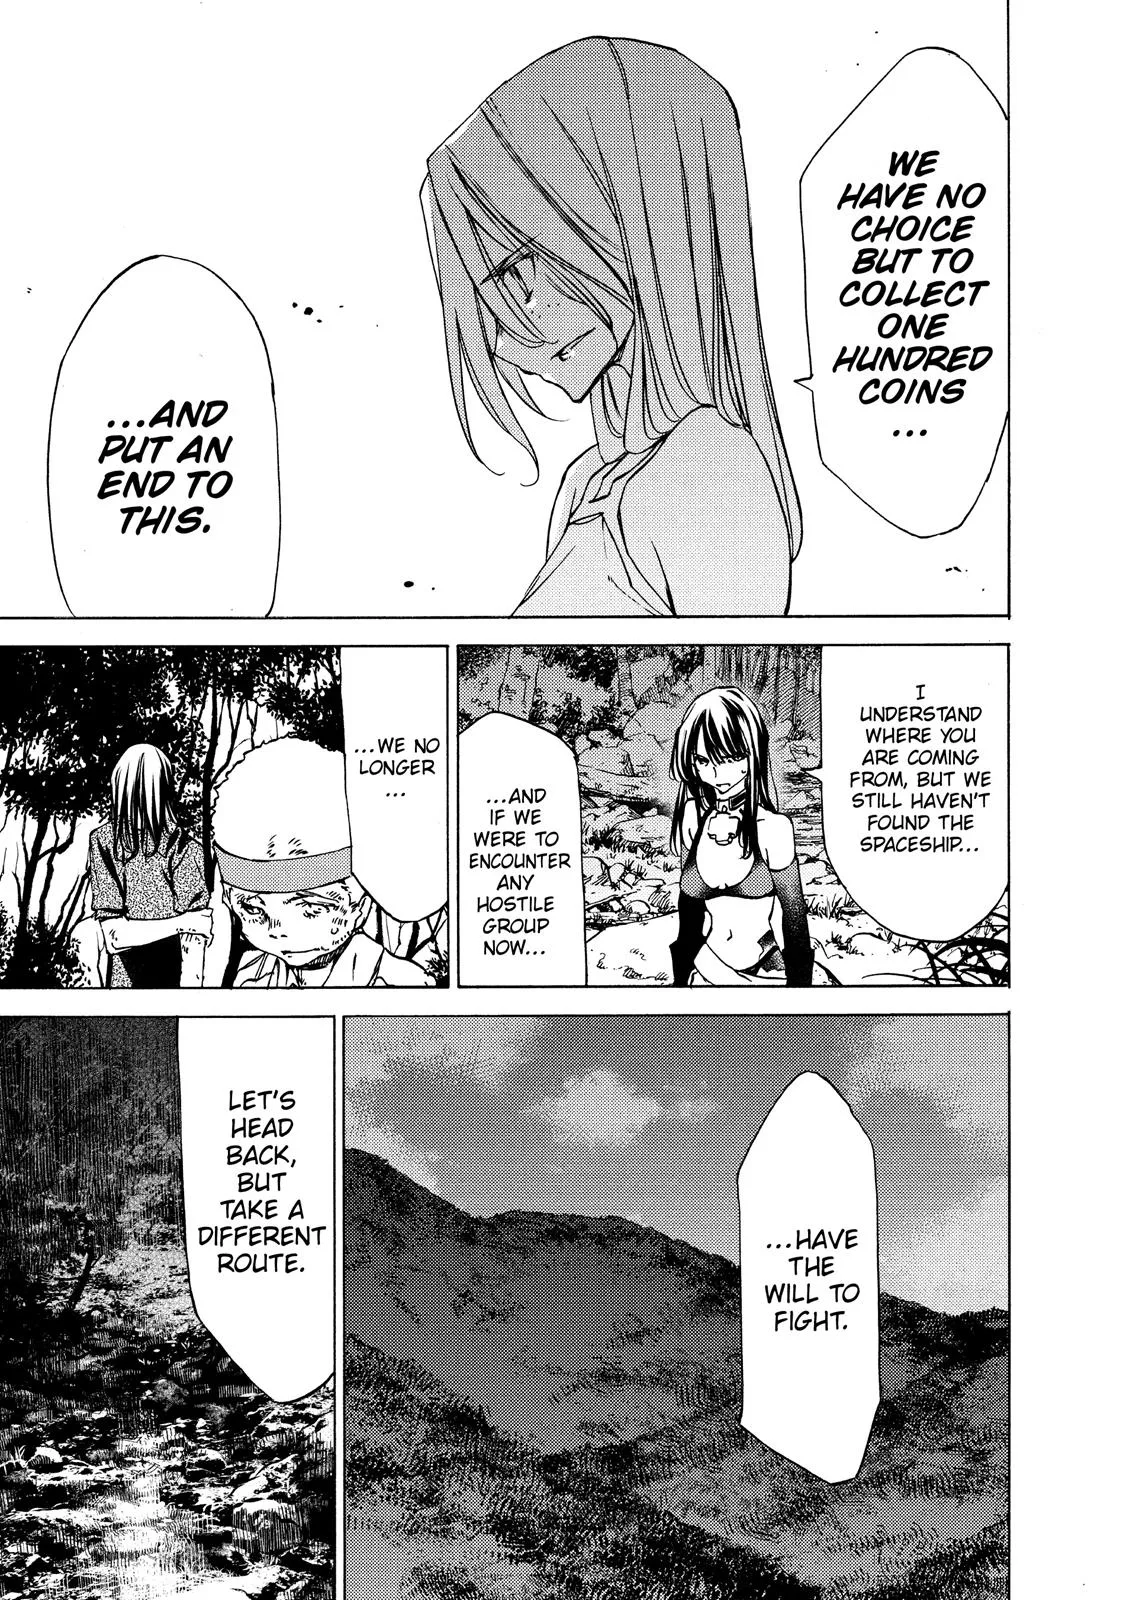 WE
HAVE NO
CHOICE
BUT TO
COLLECT
ONE
HUNDRED
COINS
...
...AND
PUT AN
END TO
THIS.
I
UNDERSTAND
WHERE YOU
ARE COMING
FROM, BUT WE
STILL HAVEN'T
FOUND THE
SPACESHIP...
...AND
IF WE
WERE TO
ENCOUNTER
ANY
HOSTILE
GROUP
NOW...
...WE NO
LONGER
...
...HAVE
THE
WILL TO
FIGHT.
LET'S
HEAD
BACK,
BUT
TAKE A
DIFFERENT
ROUTE.